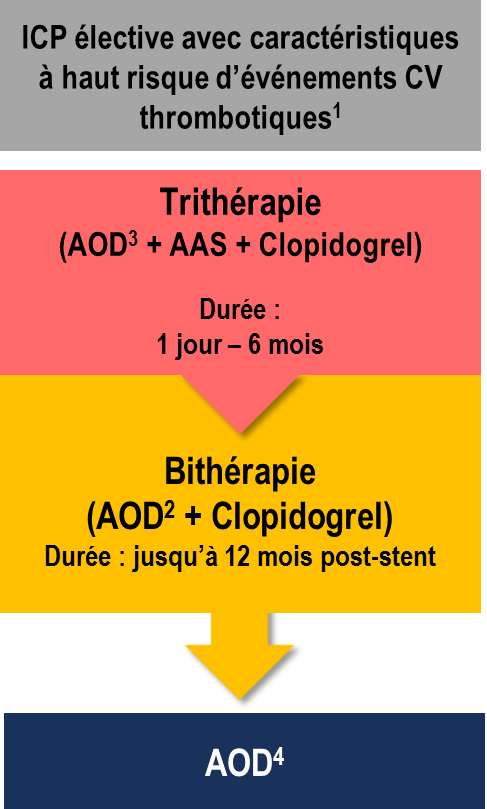 ICP élective avec caractéristiques
à haut risque d’événements CV
thrombotiques¹
Trithérapie
(AOD³ + AAS + Clopidogrel)
Durée :
1 jour – 6 mois
Bithérapie
(AOD² + Clopidogrel)
Durée : jusqu’à 12 mois post-stent
AOD⁴